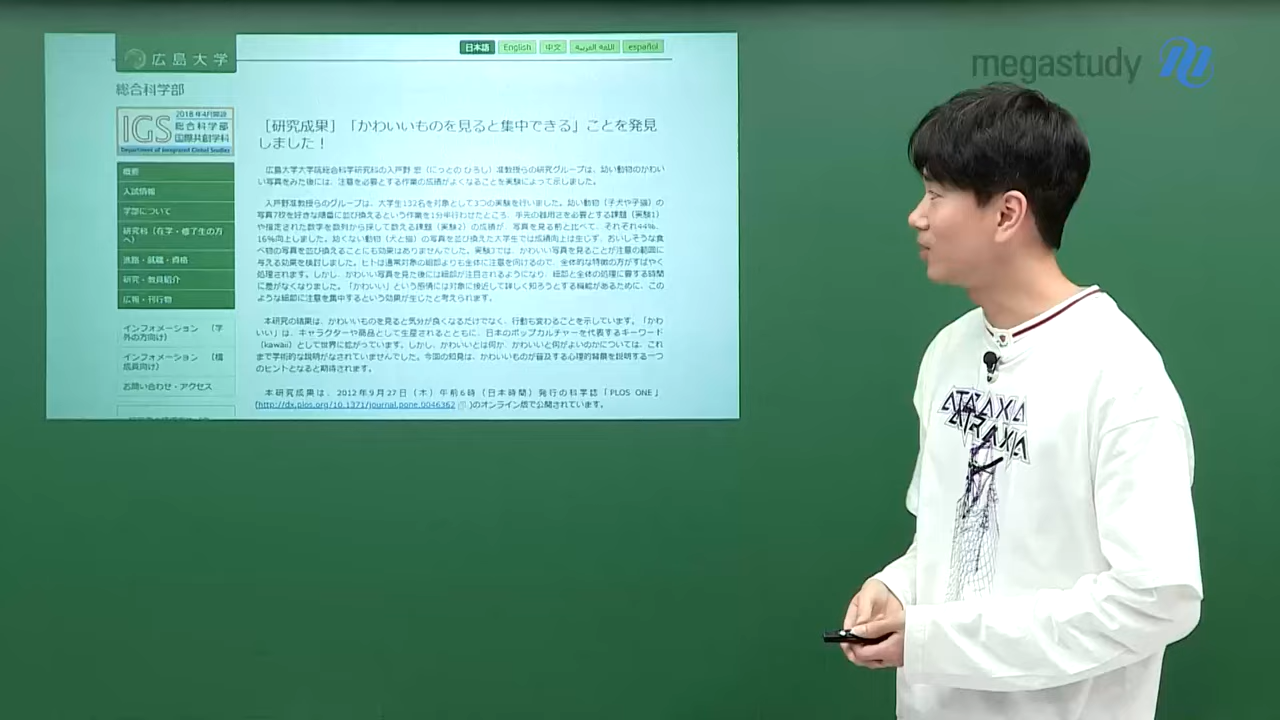 広島大学
日本語 English 中文 اللغة العربية español
megastudy
総合科学部
IGS 2018年4月開設 総合科学部 国際共創学科
Department of Integrated Global Studies
［研究成果］「かわいいものを見ると集中できる」ことを発見
しました！
概要
入試情報
学部について
研究科（在学・修了生の方
へ）
進路・就職・資格
研究・教員紹介
広報・刊行物
インフォメーション （学
外の方向け）
インフォメーション （構
成員向け）
お問い合わせ・アクセス
広島大学大学院総合科学研究科の入戸野 宏（にっとの ひろし）准教授らの研究グループは、幼い動物のかわい
い写真をみた後には、注意を必要とする作業の成績がよくなることを実験によって示しました。
入戸野准教授らのグループは、大学生132名を対象として3つの実験を行いました。幼い動物（子犬や子猫）の
写真7枚を好きな順番に並び換えるという作業を1分半行わせたところ、手先の器用さを必要とする課題（実験1）
や指定された数字を数列から探して数える課題（実験2）の成績が、写真を見る前と比べて、それぞれ44%、
16%向上しました。幼くない動物（犬と猫）の写真を並び換えた大学生では成績向上は生じず、おいしそうな食
べ物の写真を並び換えることにも効果はありませんでした。実験3では、かわいい写真を見ることが注意の範囲に
与える効果を検討しました。ヒトは通常対象の細部よりも全体に注意を向けるので、全体的な特徴の方がすばやく
処理されます。しかし、かわいい写真を見た後には細部が注目されるようになり、細部と全体の処理に要する時間
に差がなくなりました。「かわいい」という感情には対象に接近して詳しく知ろうとする機能があるために、この
ような細部に注意を集中するという効果が生じたと考えられます。
本研究の結果は、かわいいものを見ると気分が良くなるだけでなく、行動も変わることを示しています。「かわ
いい」は、キャラクターや商品として生産されるとともに、日本のポップカルチャーを代表するキーワード
（kawaii）として世界に拡がっています。しかし、かわいいとは何か、かわいいと何がよいのかについては、これ
まで学術的な説明がなされていませんでした。今回の知見は、かわいいものが普及する心理的背景を説明する一つ
のヒントとなると期待されます。
本研究成果は、2012年9月27日（木）午前6時（日本時間）発行の科学誌「PLOS ONE」
(http://dx.plos.org/10.1371/journal.pone.0046362 )のオンライン版で公開されています。
ATRAXIA
ATRAXIA